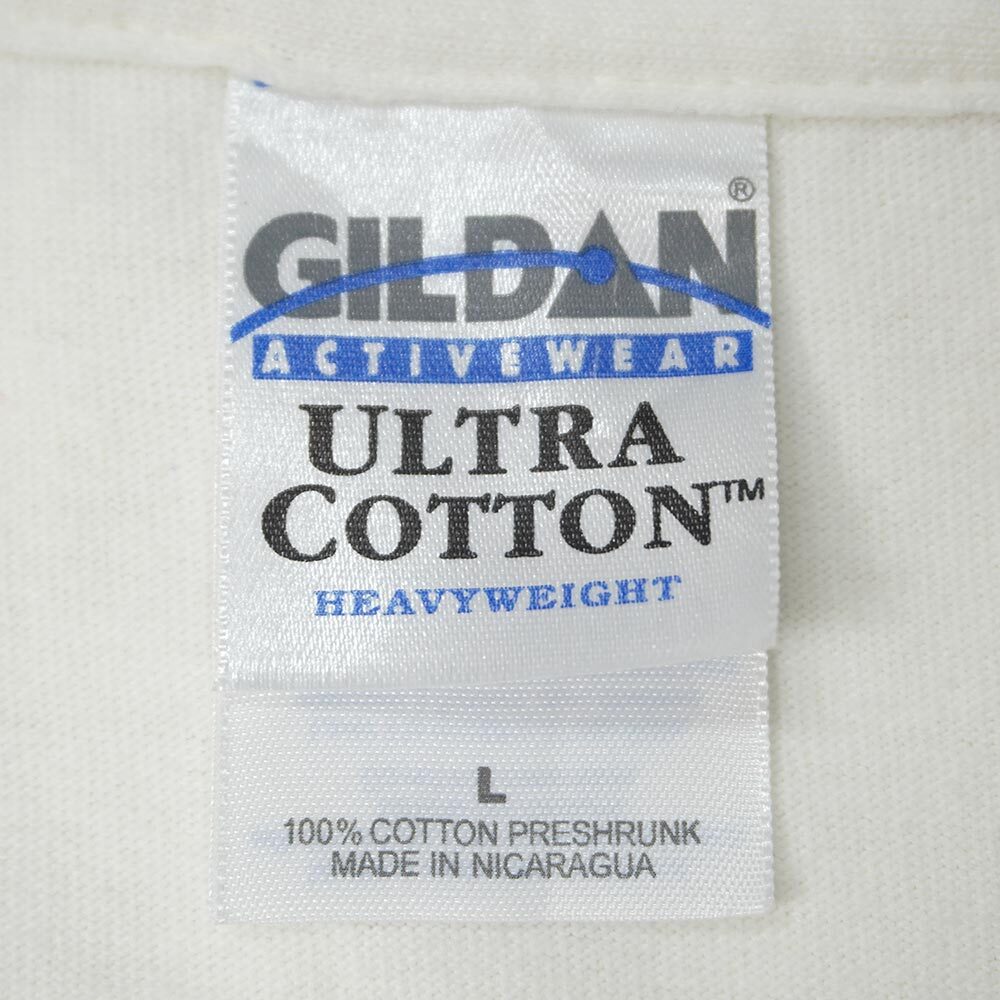 GILDAN®
ACTIVEWEAR
ULTRA
COTTON™
HEAVYWEIGHT
L
100% COTTON PRESHRUNK
MADE IN NICARAGUA